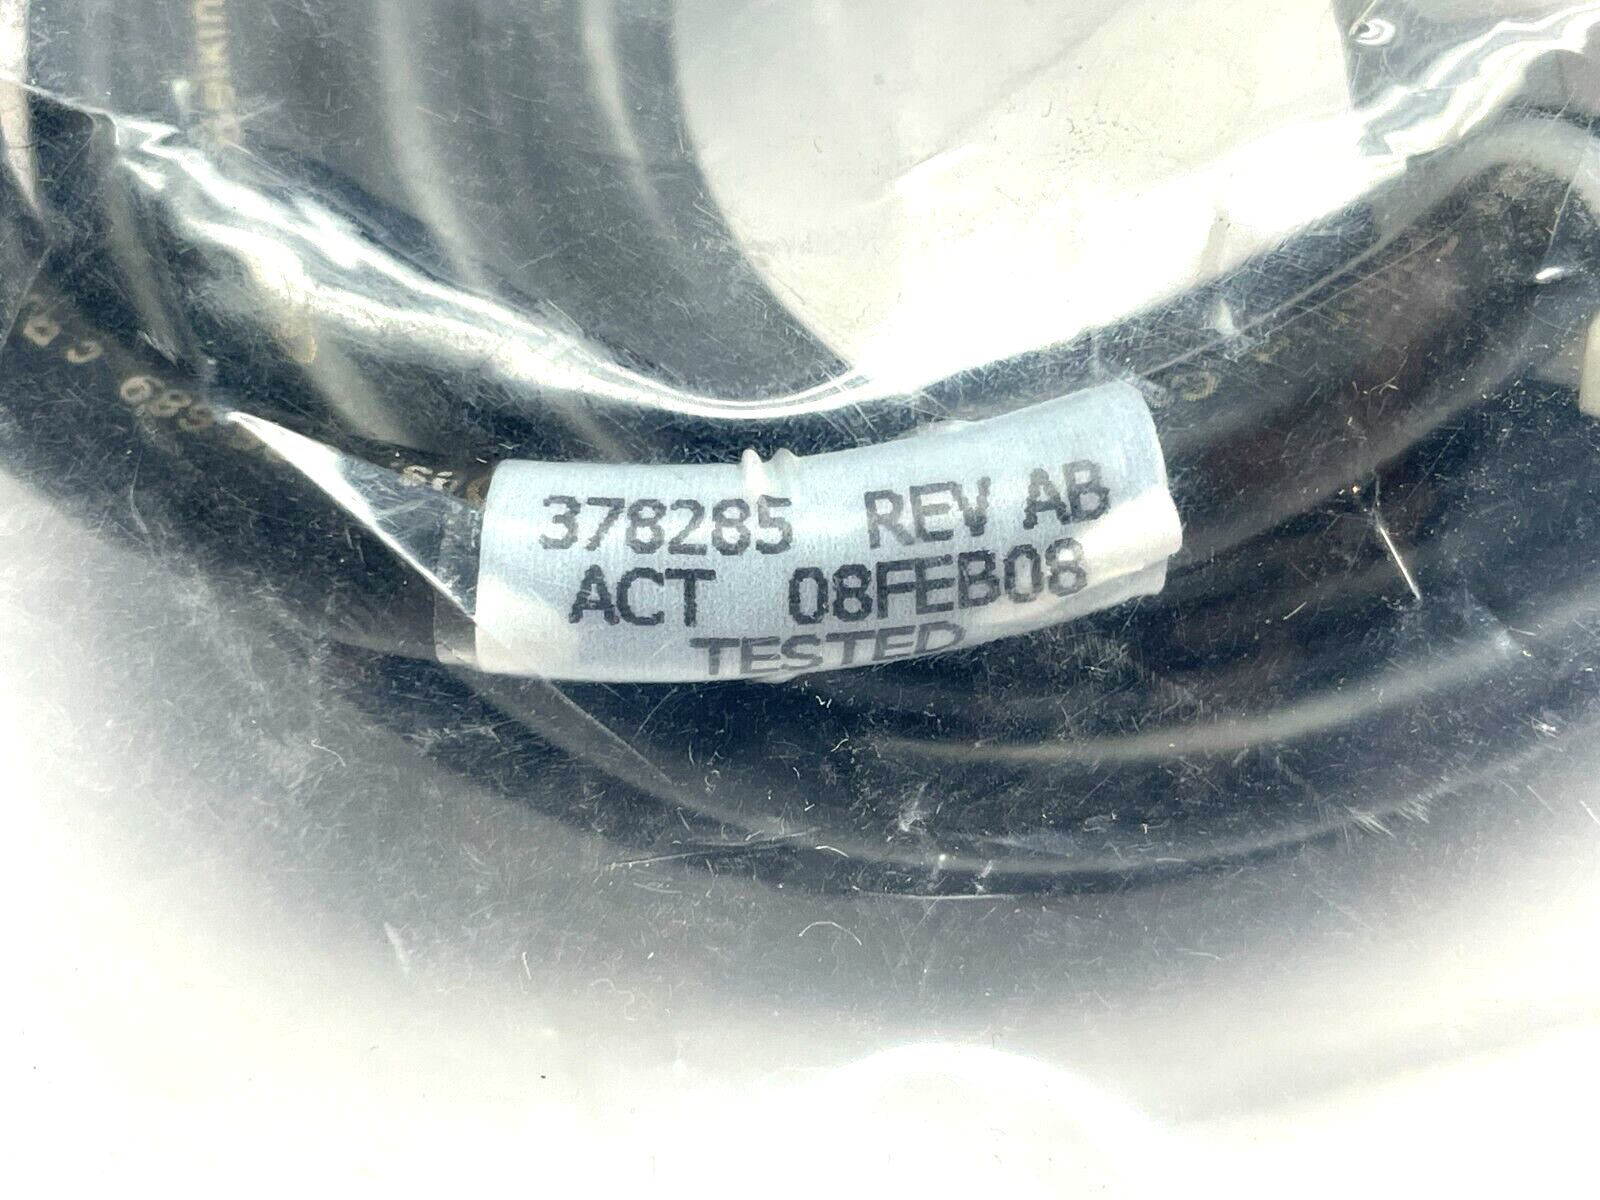 378285 REV AB
ACT 08FEB08
TESTED